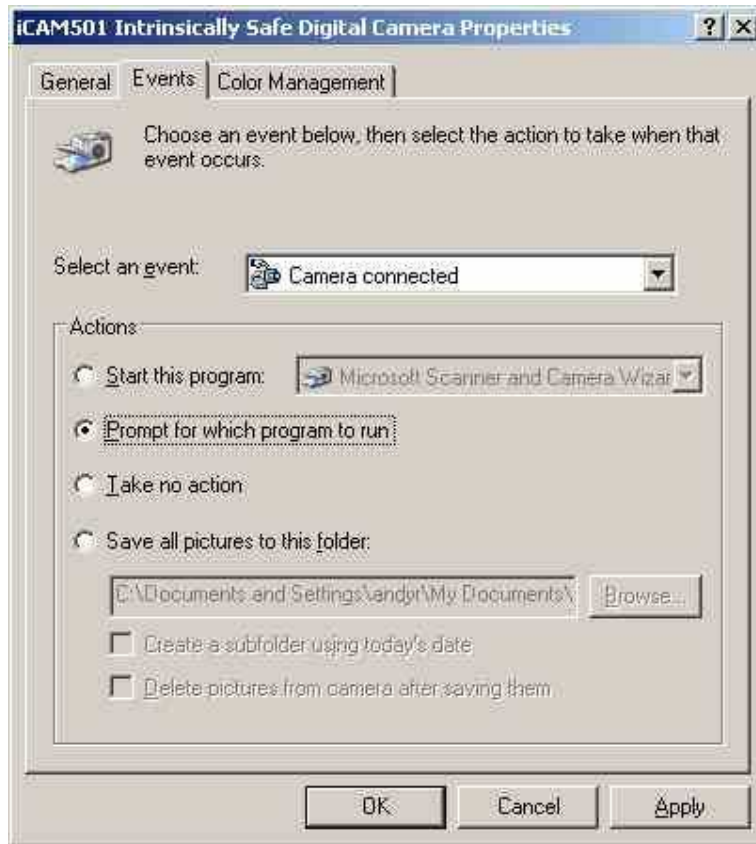 iCAM501 Intrinsically Safe Digital Camera Properties
General Events Color Management
Choose an event below, then select the action to take when that
event occurs.
Select an event: Camera connected
Actions
Start this program: Microsoft Scanner and Camera Wizar
Prompt for which program to run
Take no action
Save all pictures to this folder:
C:\Documents and Settings\andyr\My Documents\ Browse...
Create a subfolder using today's date
Delete pictures from camera after saving them
OK Cancel Apply